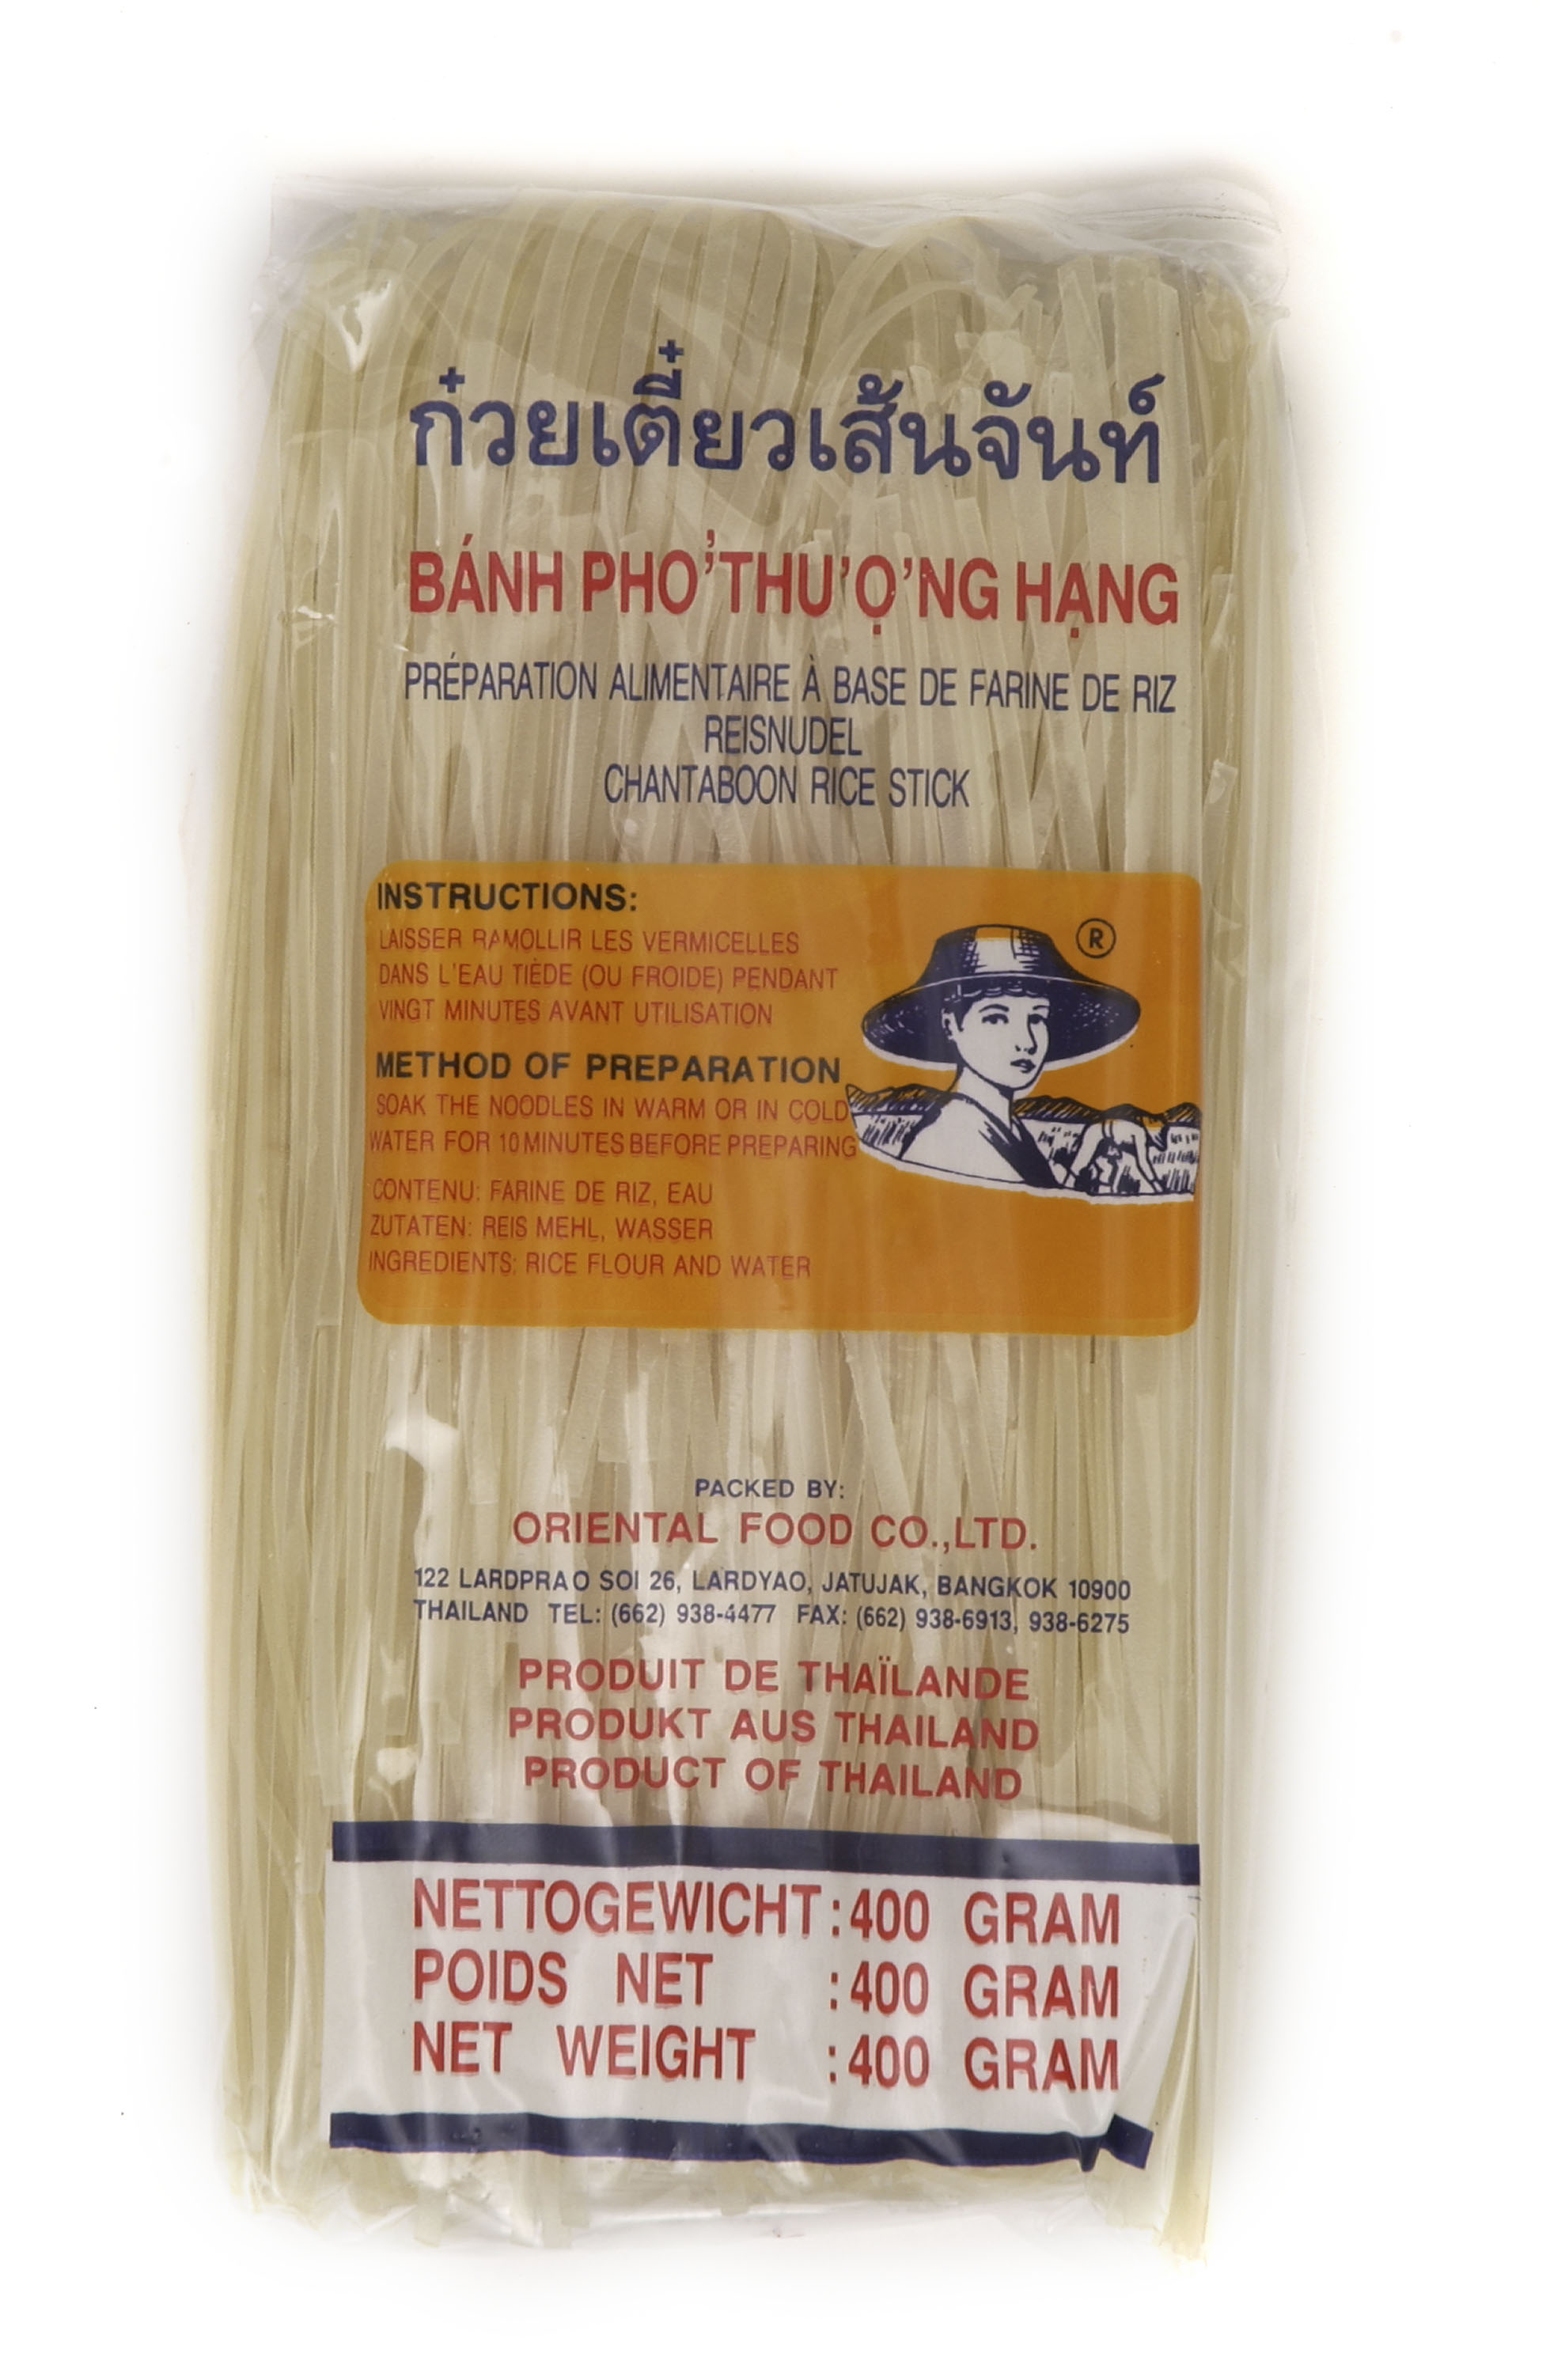 ก๋วยเตี๋ยวเส้นจันท์
BÁNH PHO'̉THU'Ọ'NG HẠNG
PRÉPARATION ALIMENTAIRE À BASE DE FARINE DE RIZ
REISNUDEL
CHANTABOON RICE STICK
INSTRUCTIONS:
LAISSER RAMOLLIR LES VERMICELLES
DANS L'EAU TIÈDE (OU FROIDE) PENDANT
VINGT MINUTES AVANT UTILISATION
METHOD OF PREPARATION
SOAK THE NOODLES IN WARM OR IN COLD
WATER FOR 10 MINUTES BEFORE PREPARING
CONTENU: FARINE DE RIZ, EAU
ZUTATEN: REIS MEHL, WASSER
INGREDIENTS: RICE FLOUR AND WATER
®
PACKED BY:
ORIENTAL FOOD CO.,LTD.
122 LARDPRAO SOI 26, LARDYAO, JATUJAK, BANGKOK 10900
THAILAND TEL: (662) 938-4477 FAX: (662) 938-6913, 938-6275
PRODUIT DE THAÏLANDE
PRODUKT AUS THAILAND
PRODUCT OF THAILAND
NETTOGEWICHT : 400 GRAM
POIDS NET : 400 GRAM
NET WEIGHT : 400 GRAM